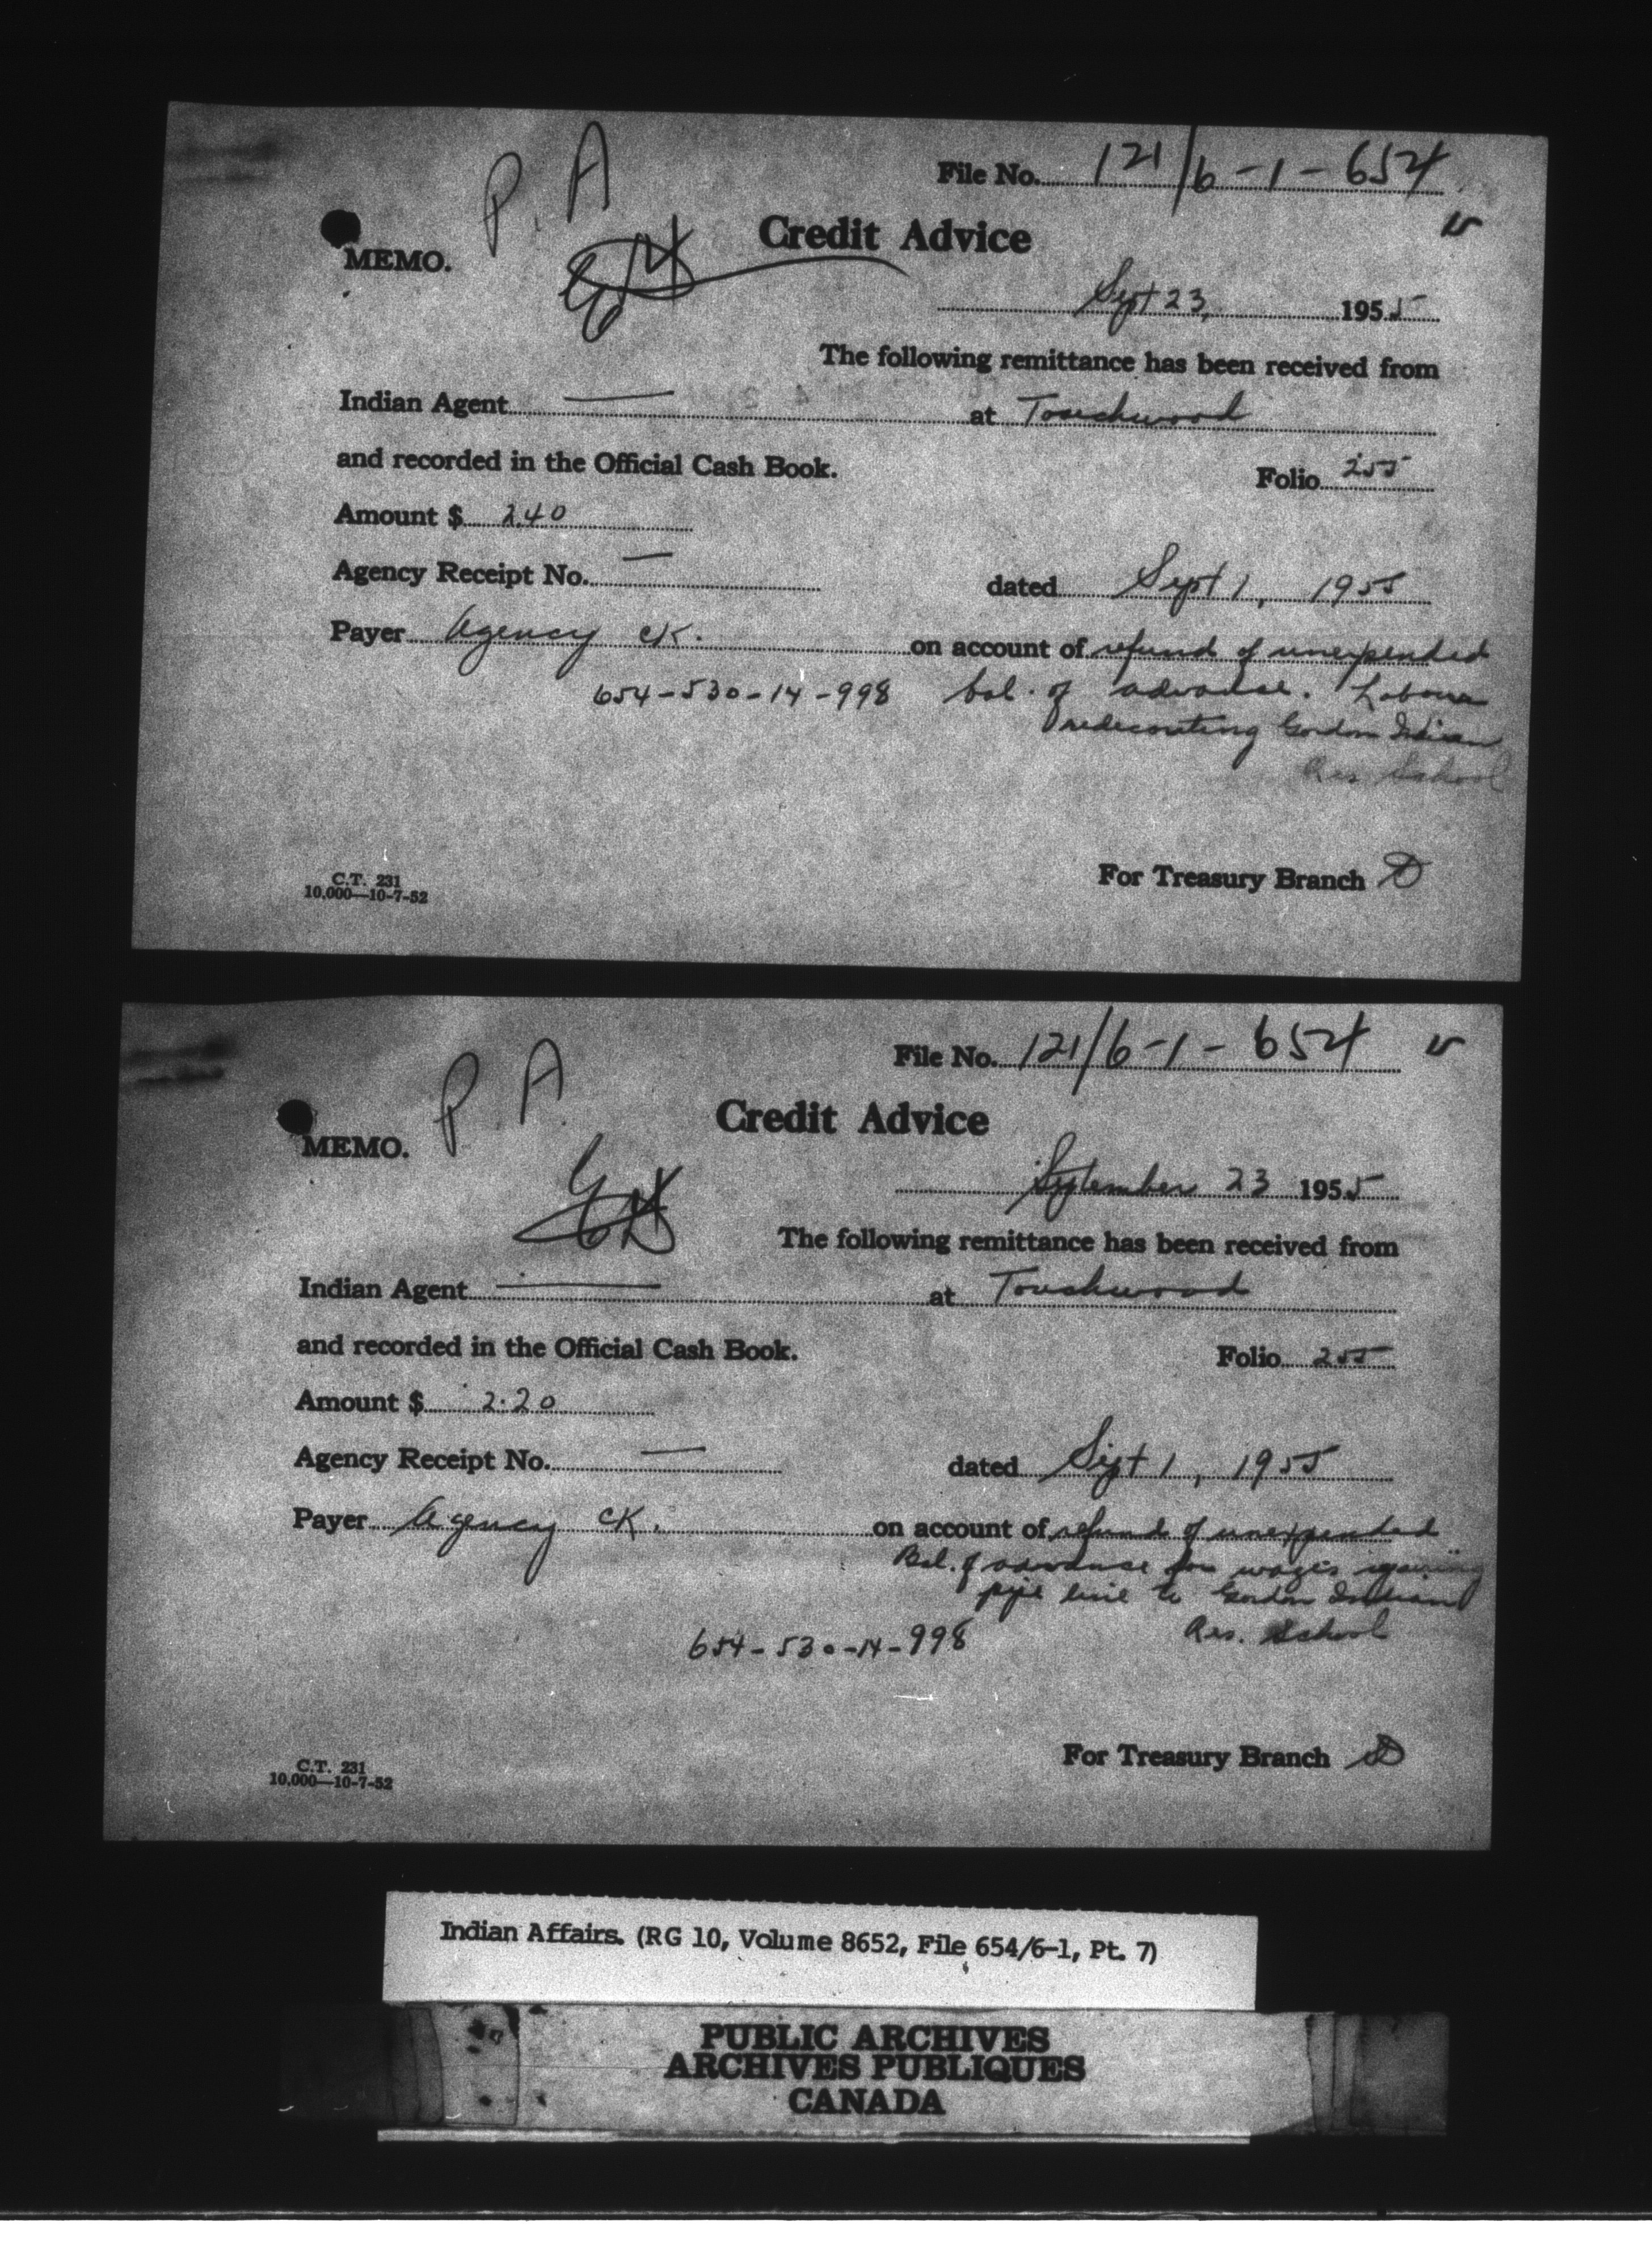 P. A
File No. 121/6-1-654
MEMO.
Credit Advice
Sept 23, 1955
The following remittance has been received from
Indian Agent — at Touchwood
and recorded in the Official Cash Book. Folio 255
Amount $ 2.40
Agency Receipt No. — dated Sept 1, 1955
Payer Agency ck. on account of refund of unexpended
654-530-14-998 bal. of advance. Labour
redecorating Gordon Indian
Res School
For Treasury Branch
C.T. 231
10,000—10-7-52
P. A.
File No. 121/6-1-654
MEMO.
Credit Advice
September 23 1955
The following remittance has been received from
Indian Agent — at Touchwood
and recorded in the Official Cash Book. Folio 255
Amount $ 2.20
Agency Receipt No. — dated Sept 1, 1955
Payer Agency ck. on account of refund of unexpended
Bal. of advance for wages
pipe line to Gordon Indian
Res. School
654-530-14-998
For Treasury Branch
C.T. 231
10,000—10-7-52
Indian Affairs. (RG 10, Volume 8652, File 654/6-1, Pt. 7)
PUBLIC ARCHIVES
ARCHIVES PUBLIQUES
CANADA